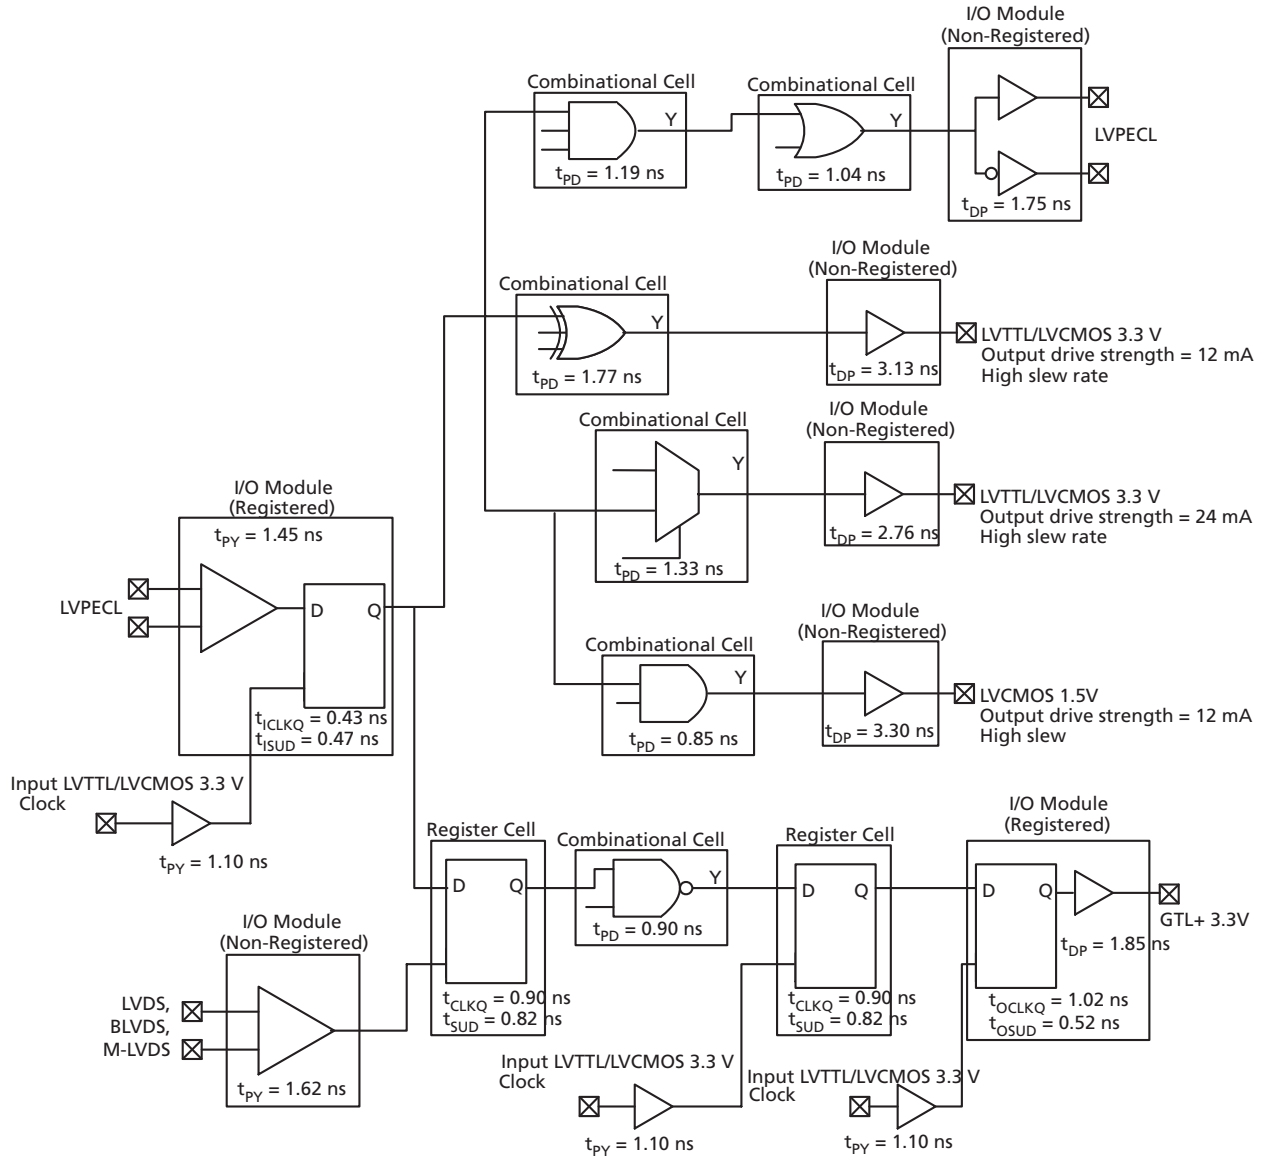 I/O Module
(Non-Registered)
Combinational Cell
Y
tPD = 1.19 ns
Combinational Cell
Y
tPD = 1.04 ns
LVPECL
tDP = 1.75 ns
I/O Module
(Non-Registered)
Combinational Cell
Y
tPD = 1.77 ns
tDP = 3.13 ns
LVTTL/LVCMOS 3.3 V
Output drive strength = 12 mA
High slew rate
I/O Module
(Non-Registered)
Combinational Cell
Y
tPD = 1.33 ns
tDP = 2.76 ns
LVTTL/LVCMOS 3.3 V
Output drive strength = 24 mA
High slew rate
I/O Module
(Registered)
tPY = 1.45 ns
LVPECL
D
Q
tICLKQ = 0.43 ns
tISUD = 0.47 ns
Input LVTTL/LVCMOS 3.3 V
Clock
tPY = 1.10 ns
I/O Module
(Non-Registered)
Combinational Cell
Y
tPD = 0.85 ns
tDP = 3.30 ns
LVCMOS 1.5V
Output drive strength = 12 mA
High slew
Register Cell
D
Q
tCLKQ = 0.90 ns
tSUD = 0.82 ns
Combinational Cell
Y
tPD = 0.90 ns
Register Cell
D
Q
tCLKQ = 0.90 ns
tSUD = 0.82 ns
I/O Module
(Registered)
D
Q
GTL+ 3.3V
tDP = 1.85 ns
tOCLKQ = 1.02 ns
tOSUD = 0.52 ns
I/O Module
(Non-Registered)
LVDS,
BLVDS,
M-LVDS
tPY = 1.62 ns
Input LVTTL/LVCMOS 3.3 V
Clock
tPY = 1.10 ns
Input LVTTL/LVCMOS 3.3 V
Clock
tPY = 1.10 ns